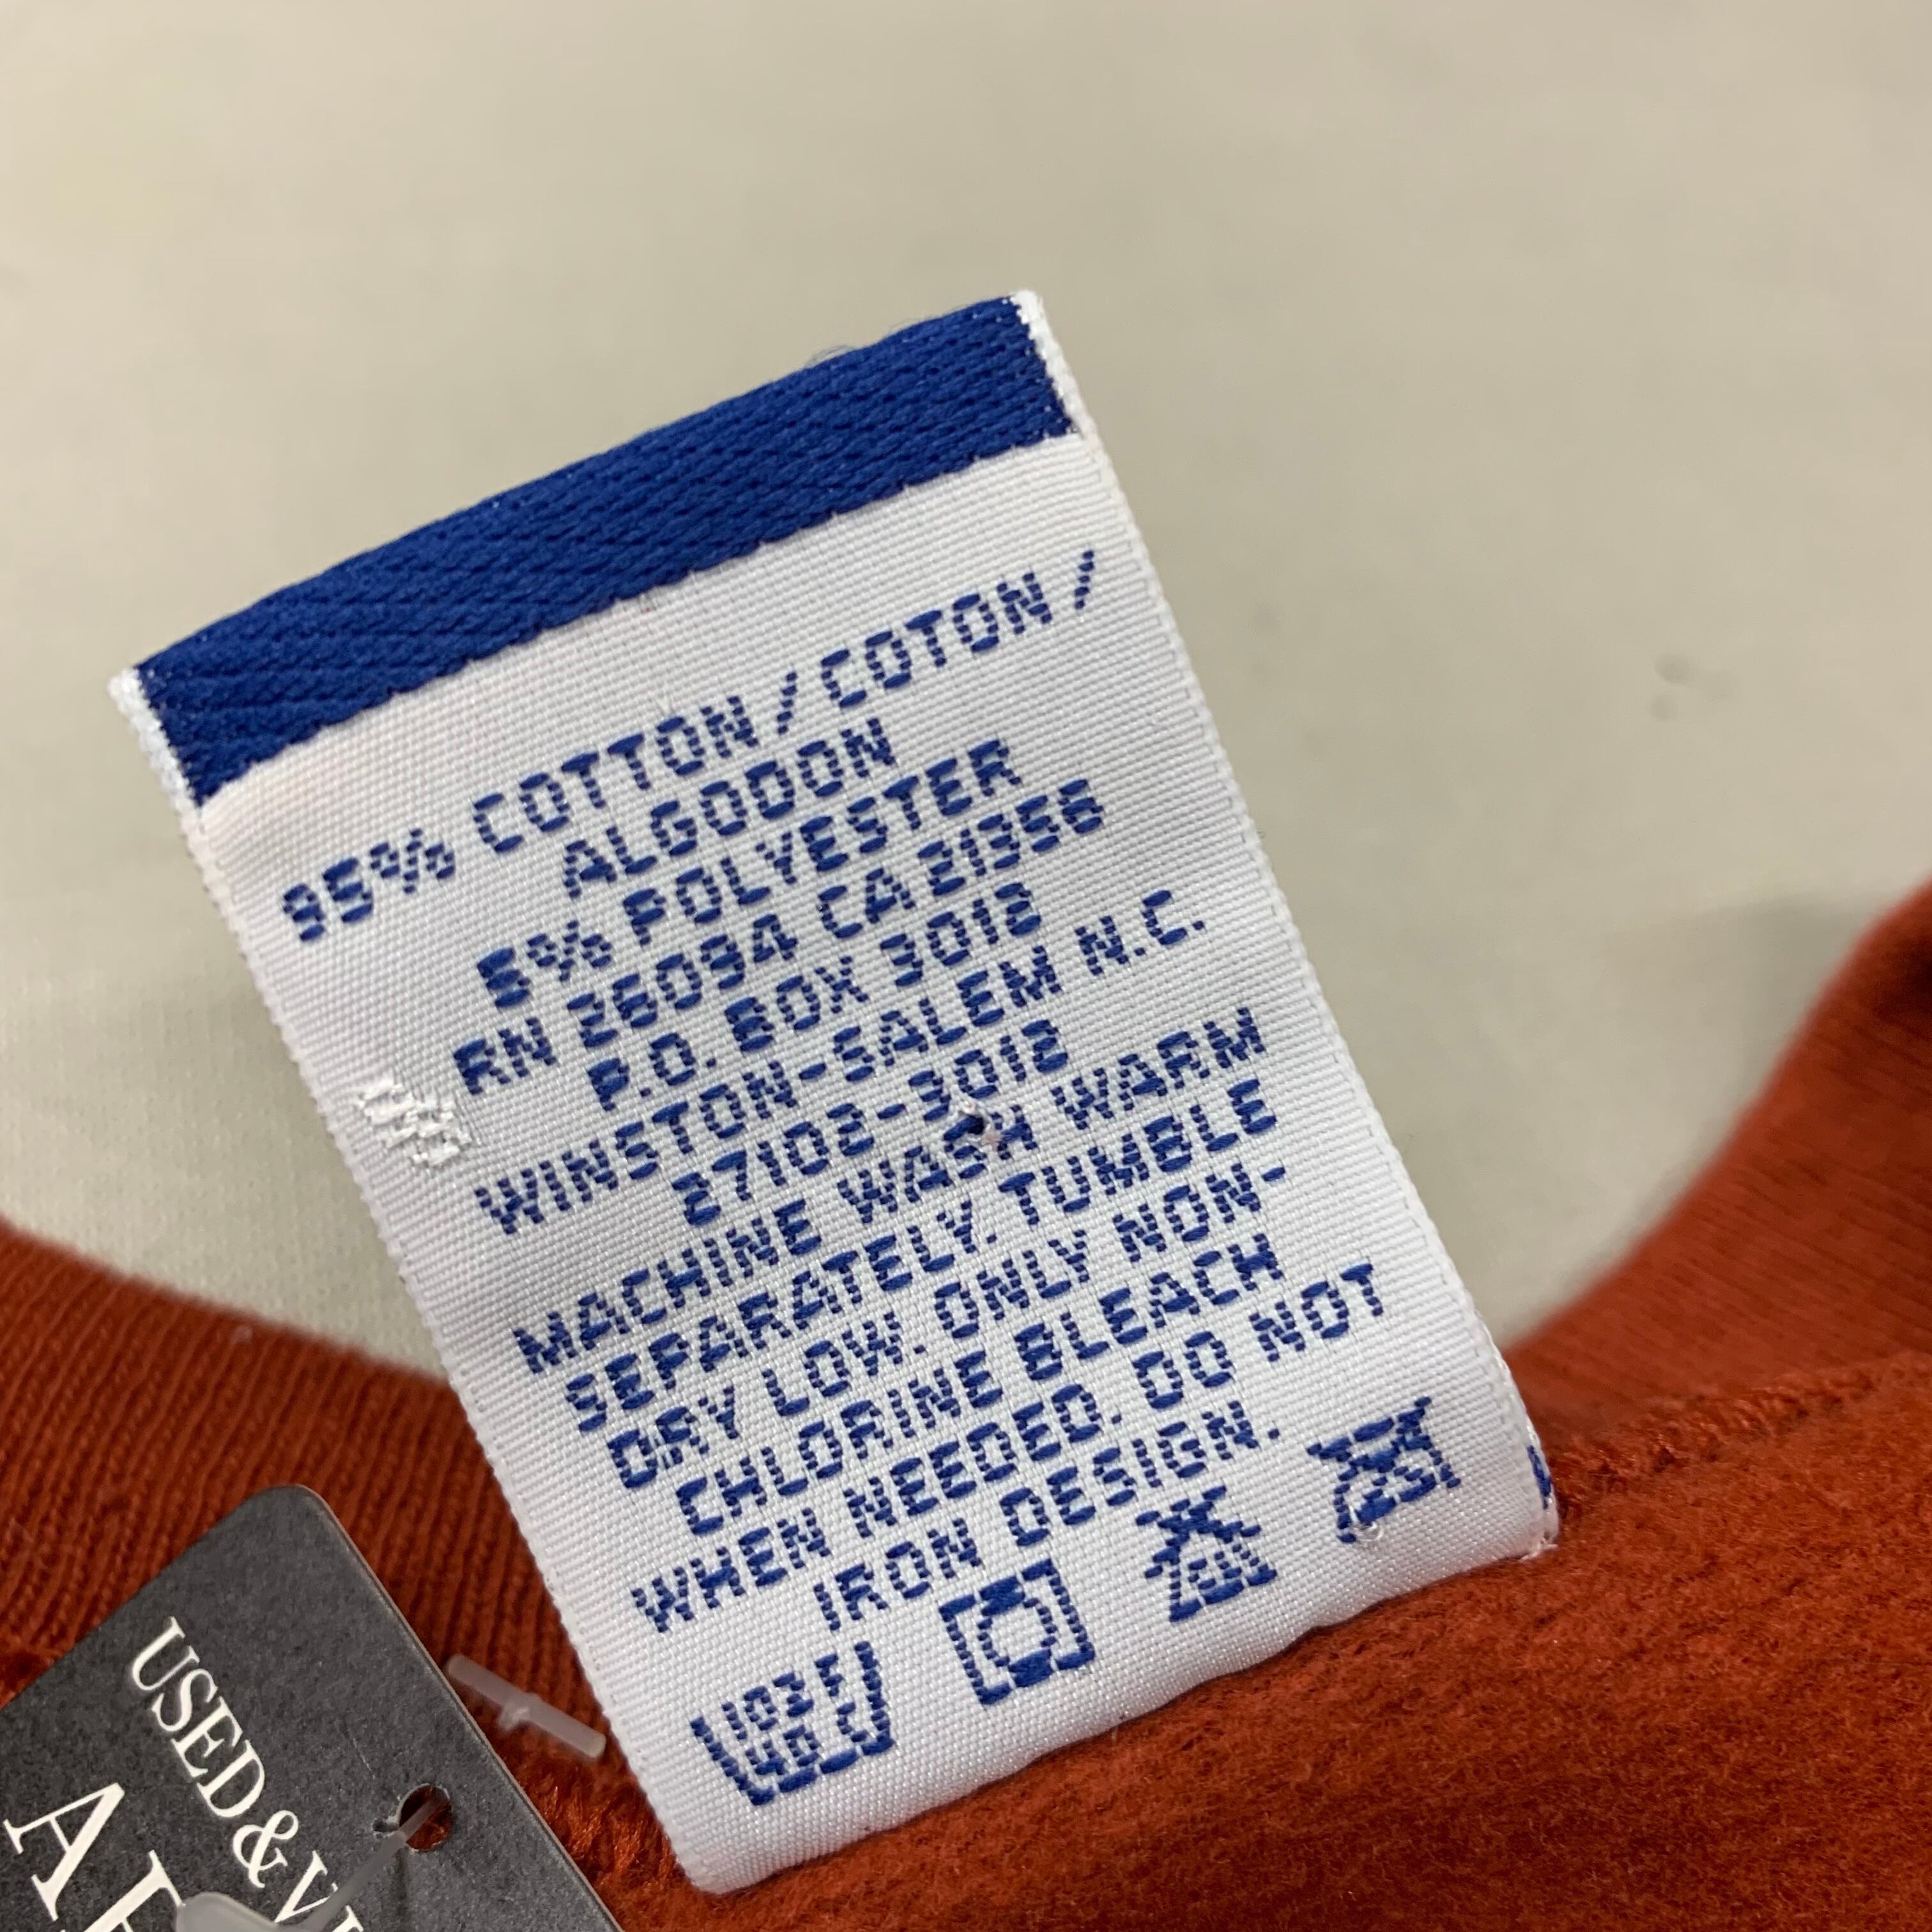 95% COTTON/COTON/
ALGODON
5% POLYESTER
RN 26094 CA 21356
P.O. BOX 3012
WINSTON-SALEM N.C.
27102-3012
MACHINE WASH WARM
SEPARATELY. TUMBLE
DRY LOW. ONLY NON-
CHLORINE BLEACH
WHEN NEEDED. DO NOT
IRON DESIGN.
USED &